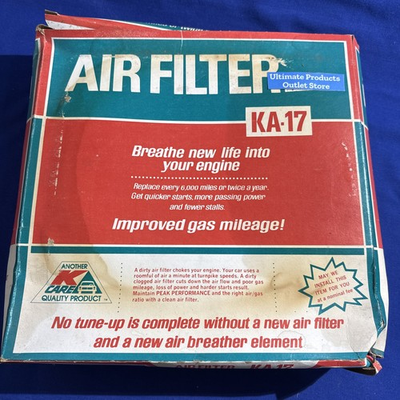 AIR FILTER
Ultimate Products
Outlet Store
KA-17
Breathe new life into
your engine
Replace every 6,000 miles or twice a year.
Get quicker starts, more passing power
and fewer stalls.
Improved gas mileage!
ANOTHER
K
CARE
QUALITY PRODUCT
A dirty air filter chokes your engine. Your car uses a
roomful of air a minute at turnpike speeds. A dirty
clogged air filter cuts down the air flow and poor gas
mileage, loss of power and harder starts result.
Maintain PEAK PERFORMANCE and the right air/gas
ratio with a clean air filter.
MAY WE
INSTALL THIS
ITEM FOR YOU
at a nominal fee
No tune-up is complete without a new air filter
and a new air breather element
AIR FILTER KA-17